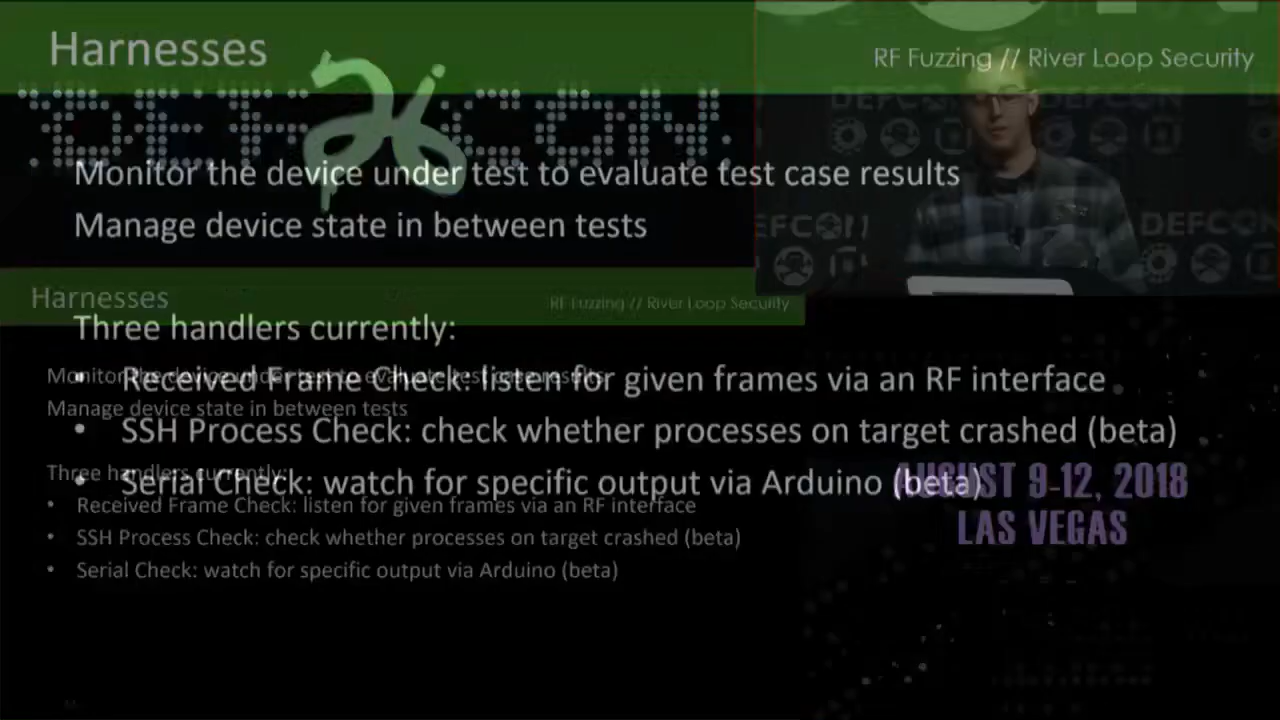 Harnesses
RF Fuzzing // River Loop Security
DEF CON 26
DEFCON DEFCON
Monitor the device under test to evaluate test case results
Manage device state in between tests
DEFCON
Harnesses
RF Fuzzing // River Loop Security
Three handlers currently:
• Received Frame Check: listen for given frames via an RF interface
• SSH Process Check: check whether processes on target crashed (beta)
• Serial Check: watch for specific output via Arduino (beta)
Monitor the device under test to evaluate test case results
Manage device state in between tests
Three handlers currently:
• Received Frame Check: listen for given frames via an RF interface
• SSH Process Check: check whether processes on target crashed (beta)
• Serial Check: watch for specific output via Arduino (beta)
AUGUST 9-12, 2018
LAS VEGAS